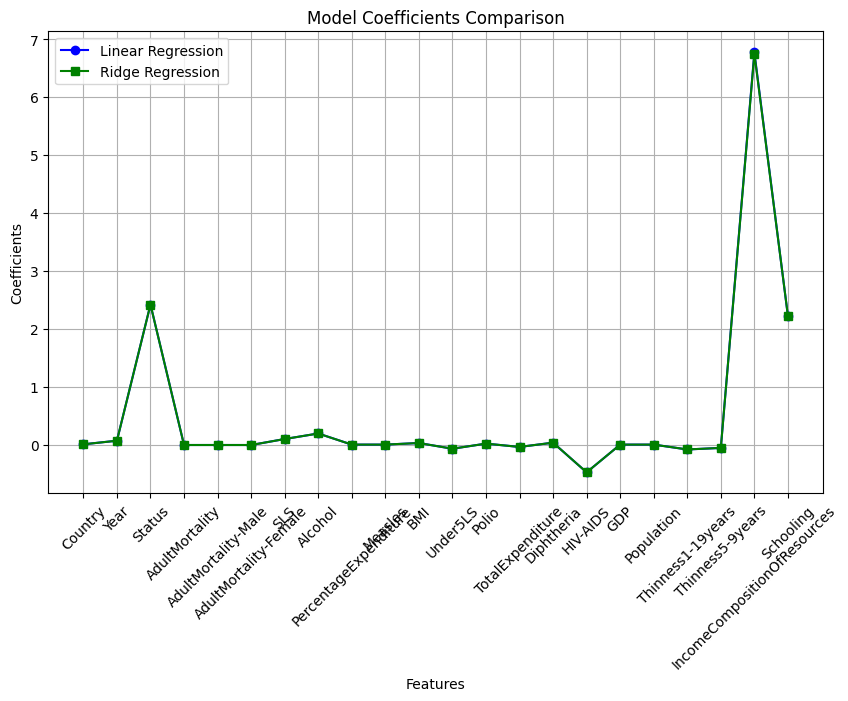 Model Coefficients Comparison
Linear Regression
Ridge Regression
7
6
5
4
3
2
1
0
Coefficients
Country
Year
Status
AdultMortality
AdultMortality-Male
AdultMortality-Female
SLS
Alcohol
PercentageExpenditure
Measles
BMI
Under5LS
Polio
TotalExpenditure
Diphtheria
HIV-AIDS
GDP
Population
Thinness1-19years
Thinness5-9years
IncomeCompositionOfResources
Schooling
Features